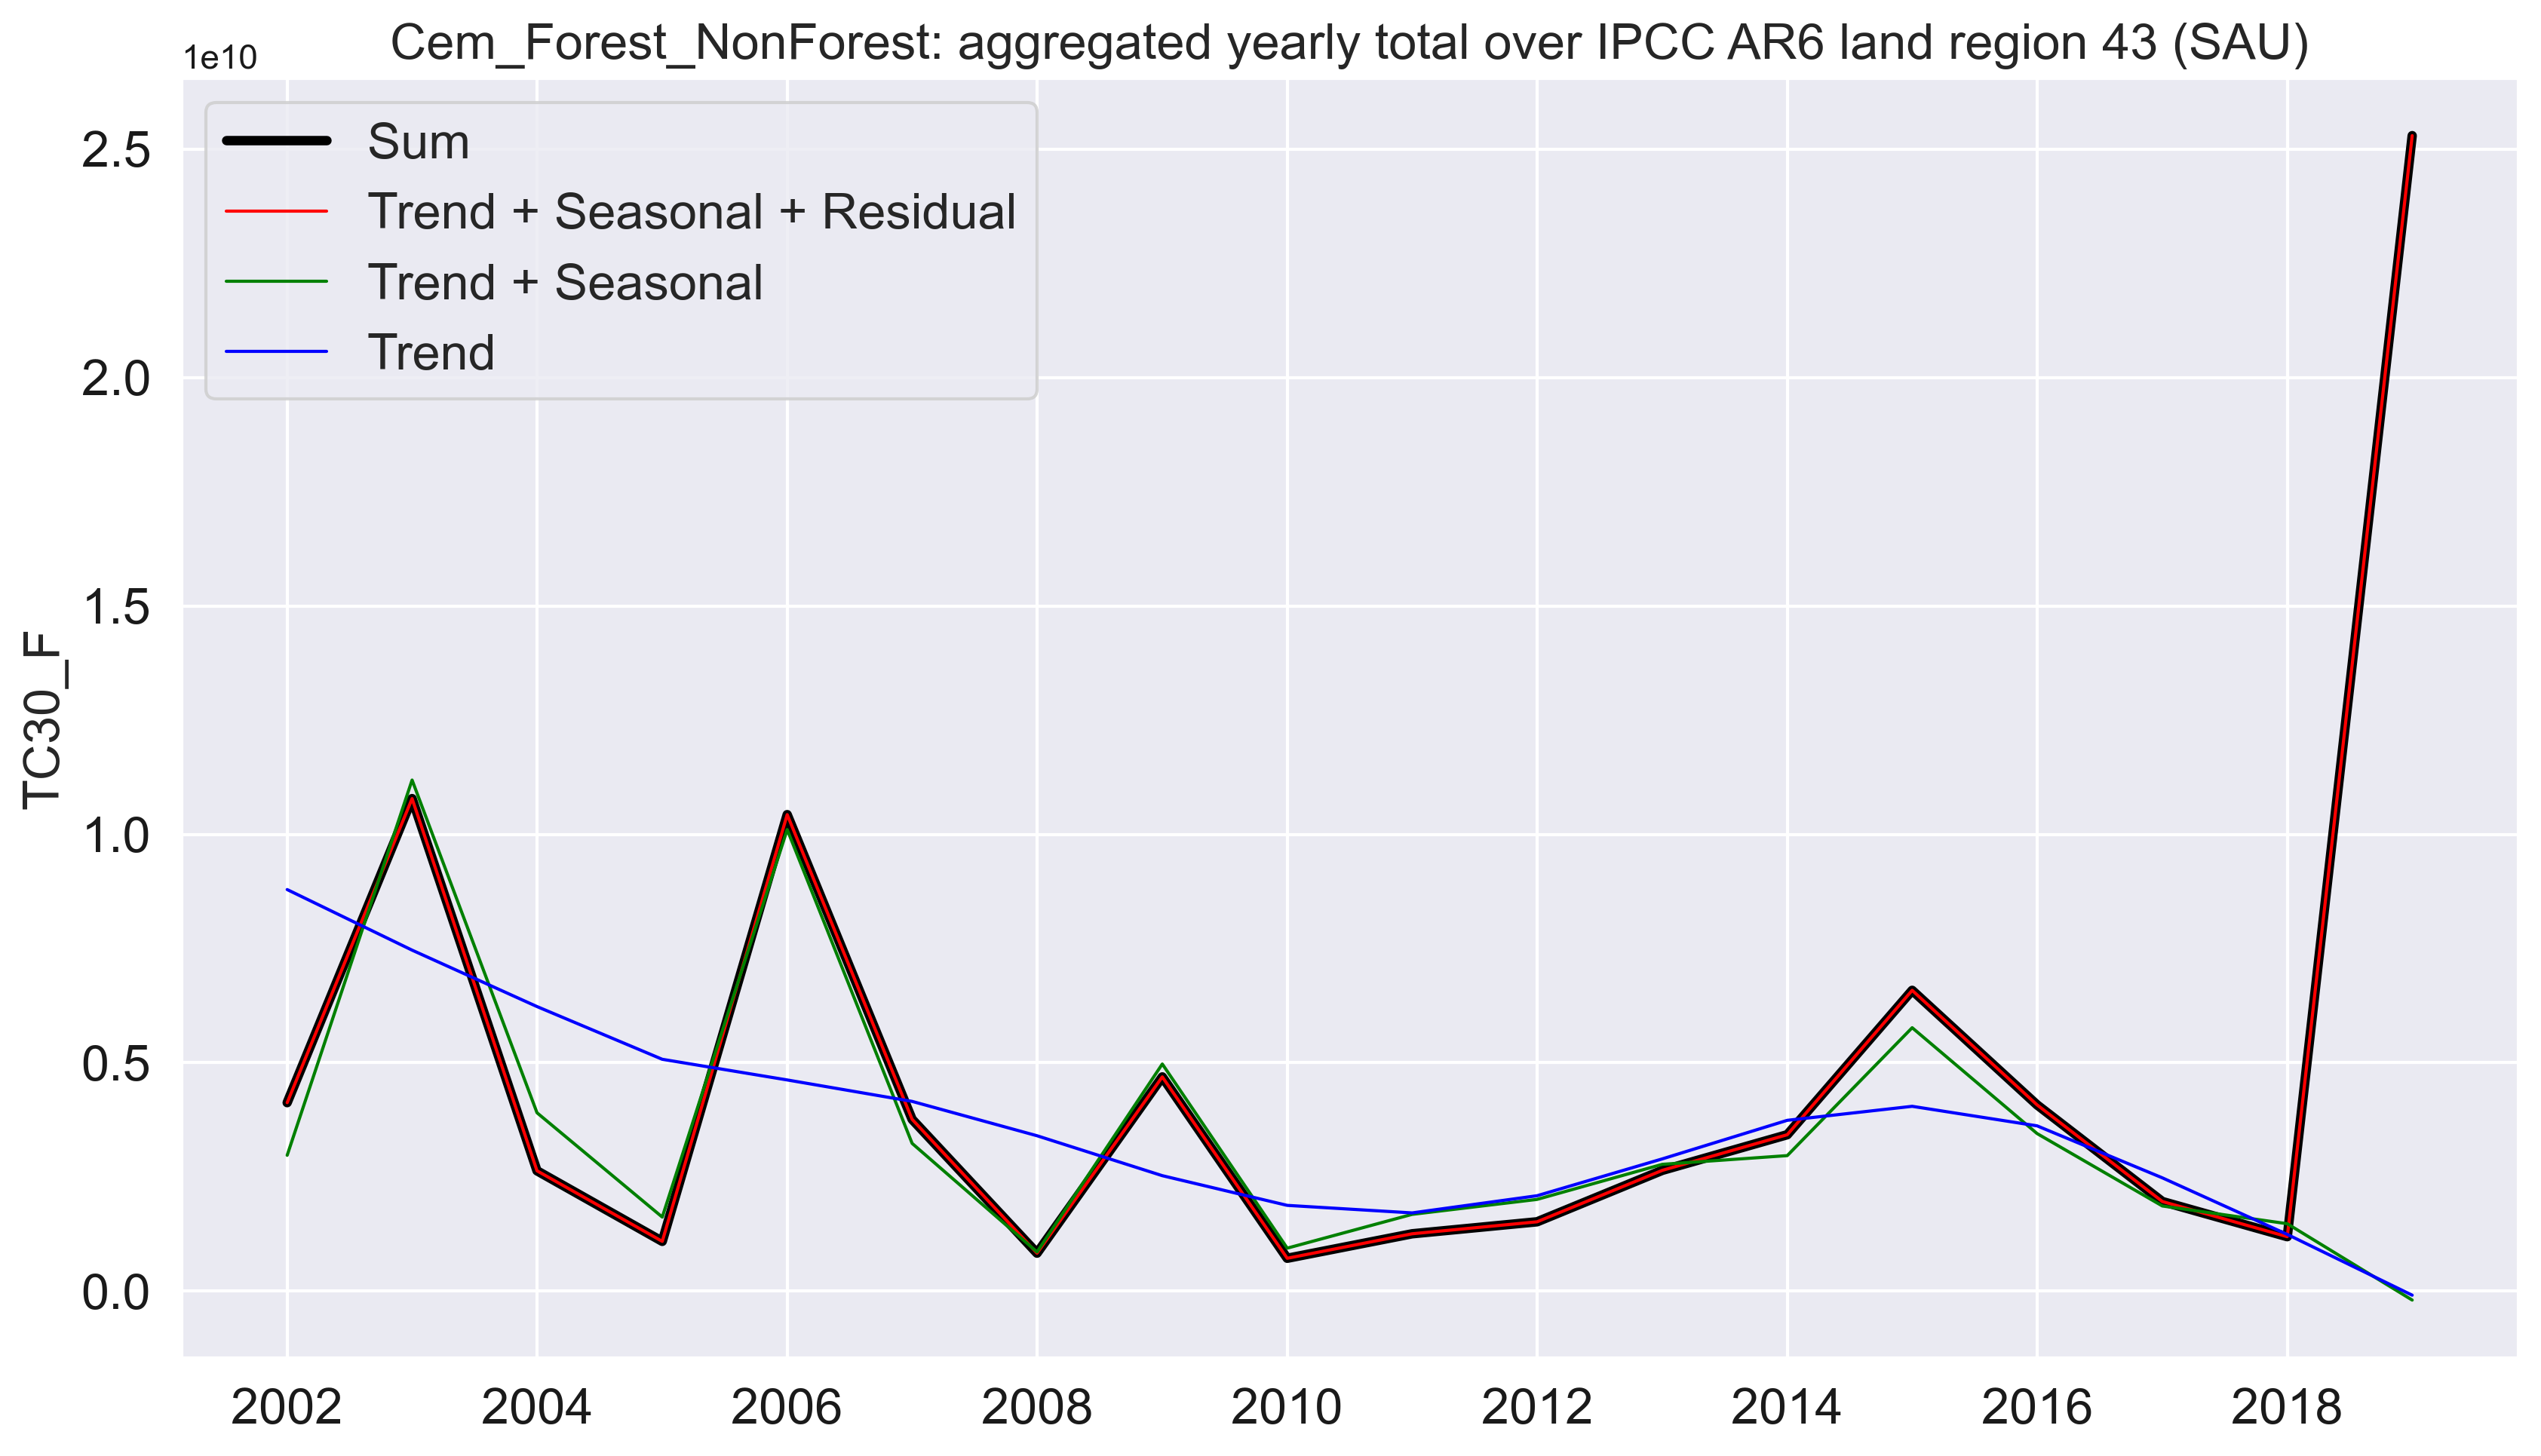 Cem_Forest_NonForest: aggregated yearly total over IPCC AR6 land region 43 (SAU)
1e10
Sum
Trend + Seasonal + Residual
Trend + Seasonal
Trend
2.5
2.0
1.5
1.0
0.5
0.0
TC30_F
2002 2004 2006 2008 2010 2012 2014 2016 2018